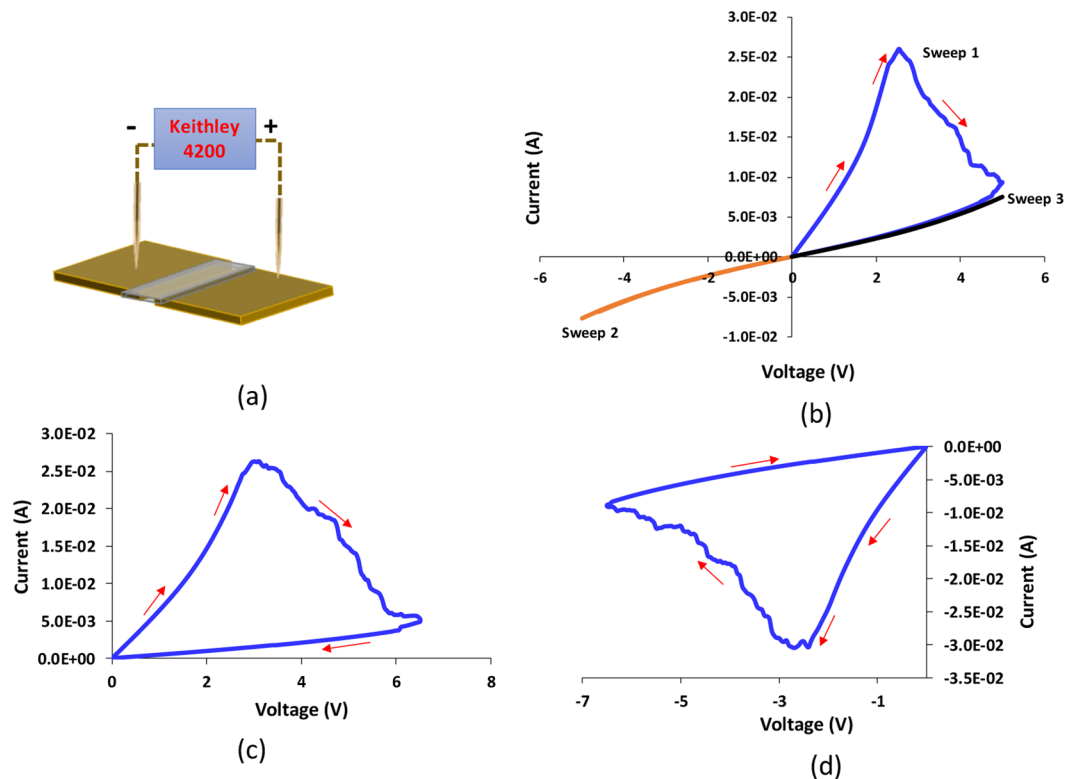 - Keithley 4200 +
(a)
3.0E-02
2.5E-02
2.0E-02
1.5E-02
1.0E-02
5.0E-03
0.0E+00
-5.0E-03
-1.0E-02
-6 -4 -2 0 2 4 6
Sweep 1
Sweep 3
Sweep 2
Current (A)
Voltage (V)
(b)
3.0E-02
2.5E-02
2.0E-02
1.5E-02
1.0E-02
5.0E-03
0.0E+00
0 2 4 6 8
Current (A)
Voltage (V)
(c)
0.0E+00
-5.0E-03
-1.0E-02
-1.5E-02
-2.0E-02
-2.5E-02
-3.0E-02
-3.5E-02
-7 -5 -3 -1
Current (A)
Voltage (V)
(d)